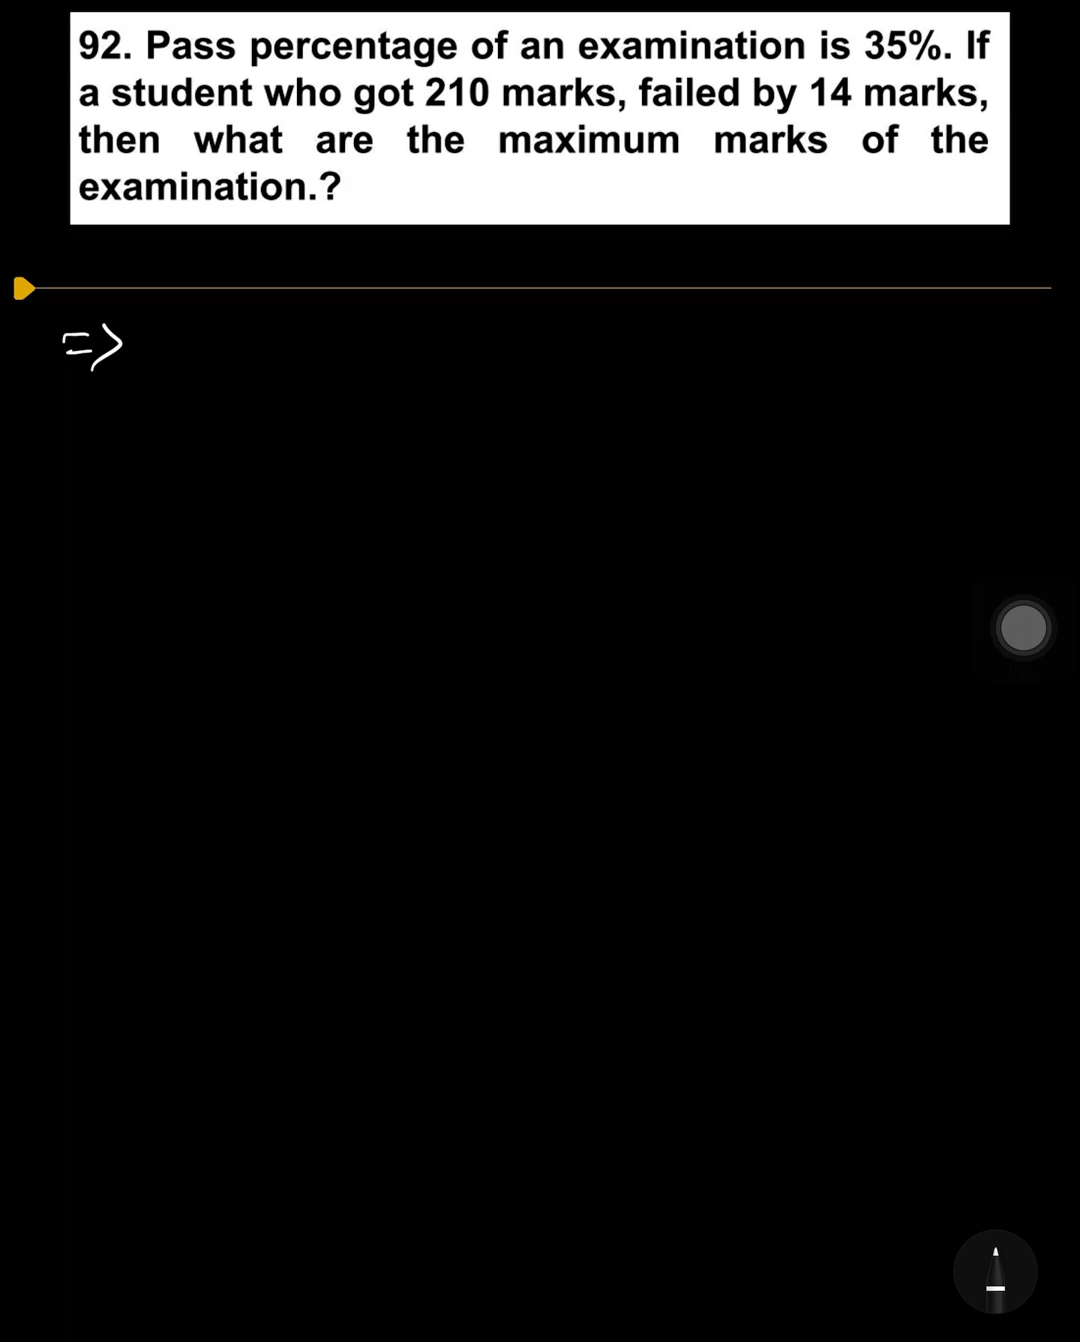 92. Pass percentage of an examination is 35%. If
a student who got 210 marks, failed by 14 marks,
then what are the maximum marks of the
examination.?
=>